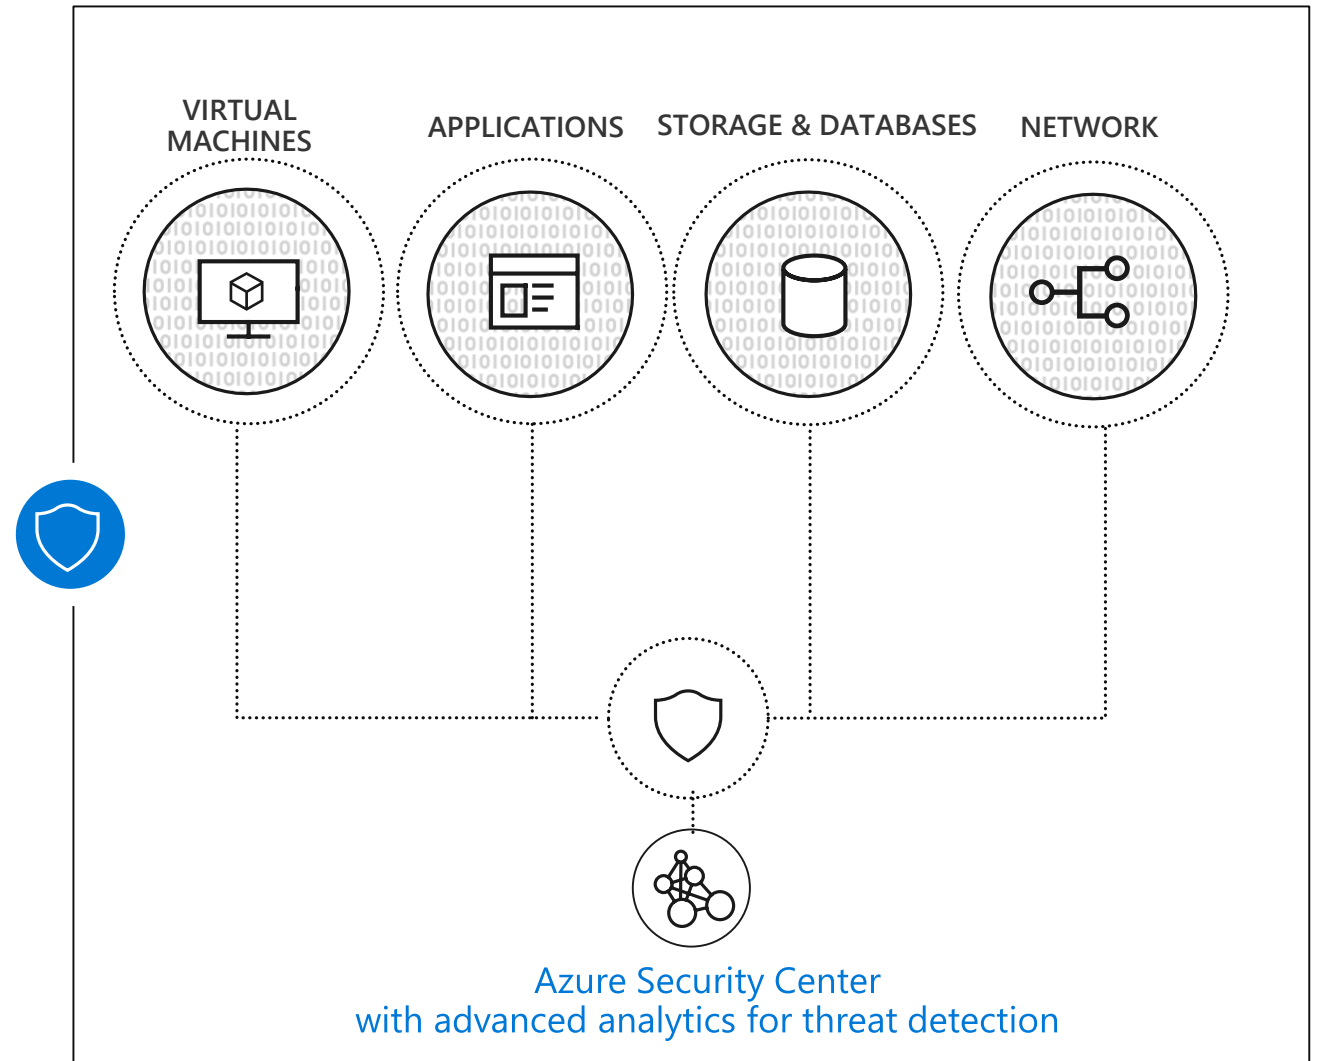 VIRTUAL
MACHINES
APPLICATIONS
STORAGE & DATABASES
NETWORK
Azure Security Center
with advanced analytics for threat detection